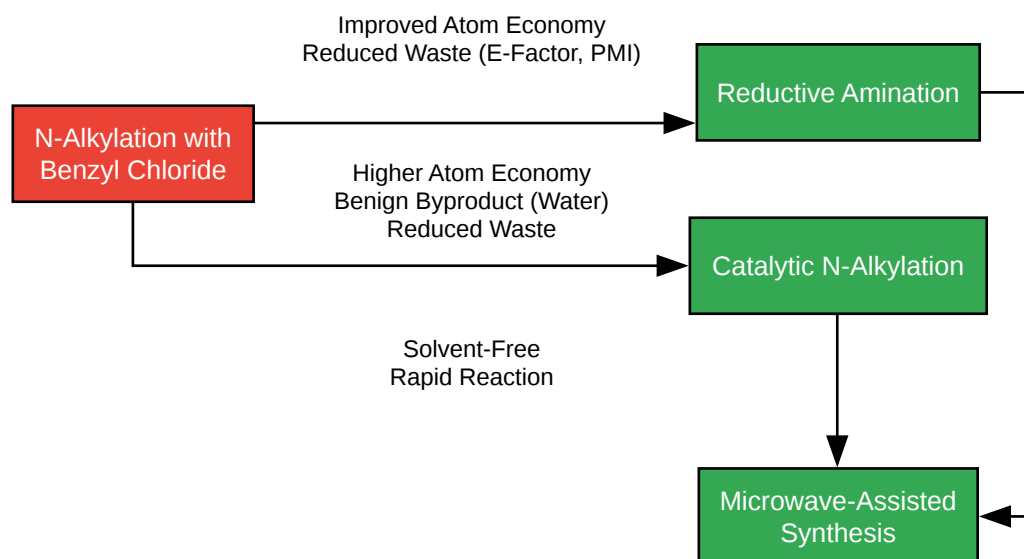 Improved Atom Economy
Reduced Waste (E-Factor, PMI)
Reductive Amination
N-Alkylation with
Benzyl Chloride
Higher Atom Economy
Benign Byproduct (Water)
Reduced Waste
Catalytic N-Alkylation
Solvent-Free
Rapid Reaction
Microwave-Assisted
Synthesis